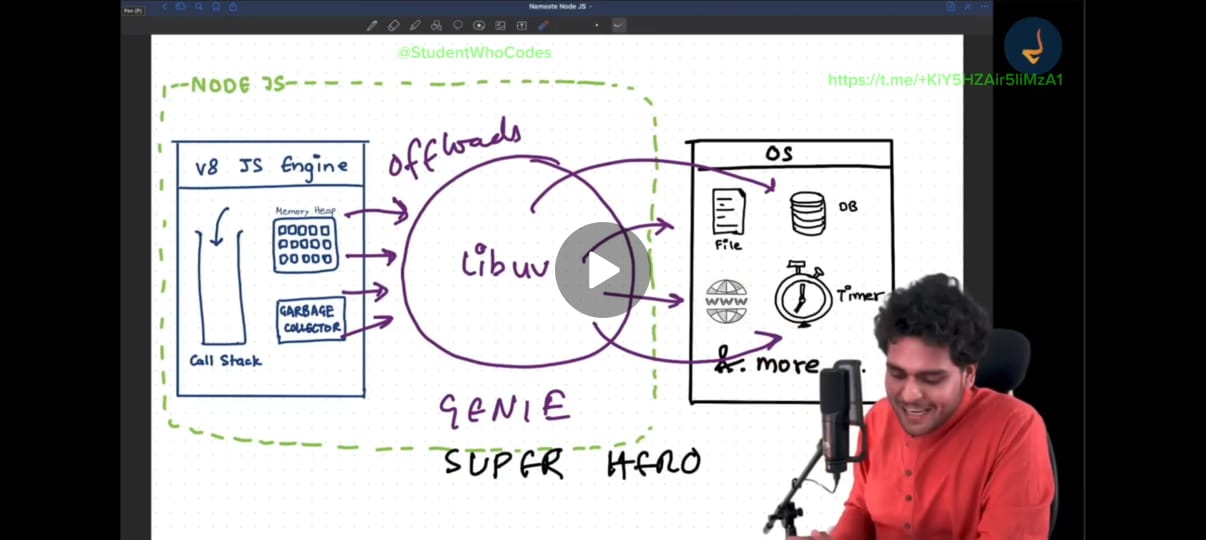 Pen (P)
Namaste Node JS
@StudentWhoCodes
https://t.me/+KiY5HZAir5liMzA1
NODE JS
offloads
V8 JS Engine
OS
Memory Heap
DB
File
Libuv
WWW
Timer
GARBAGE
COLLECTOR
Call Stack
& more
GENIE
SUPER HERO